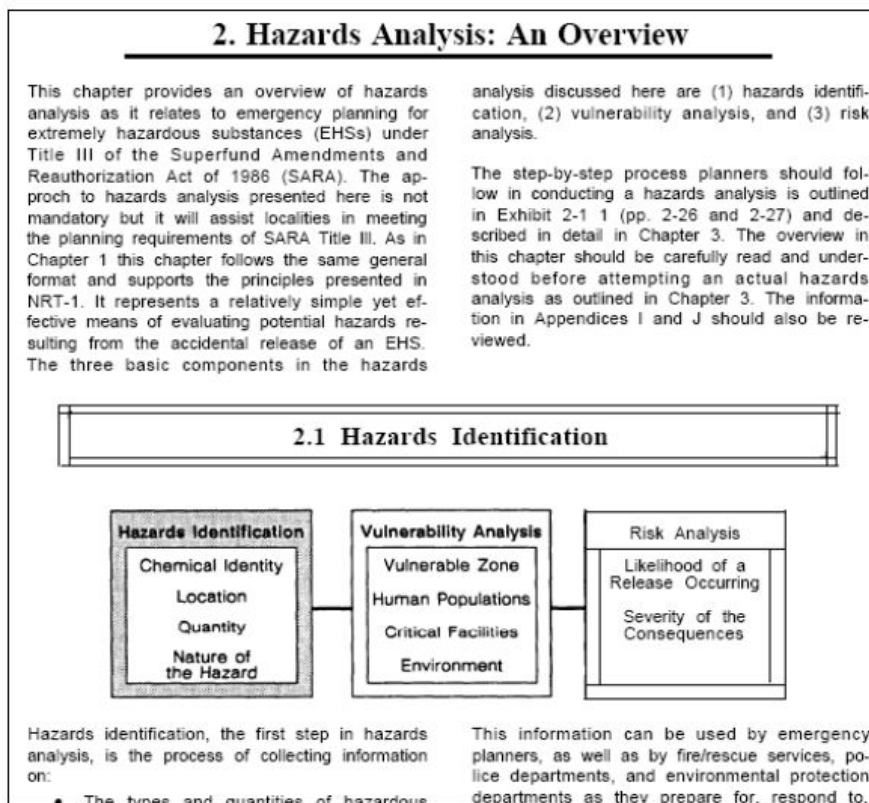 2. Hazards Analysis: An Overview
This chapter provides an overview of hazards
analysis as it relates to emergency planning for
extremely hazardous substances (EHSs) under
Title III of the Superfund Amendments and
Reauthorization Act of 1986 (SARA). The ap-
proch to hazards analysis presented here is not
mandatory but it will assist localities in meeting
the planning requirements of SARA Title III. As in
Chapter 1 this chapter follows the same general
format and supports the principles presented in
NRT-1. It represents a relatively simple yet ef-
fective means of evaluating potential hazards re-
sulting from the accidental release of an EHS.
The three basic components in the hazards
analysis discussed here are (1) hazards identifi-
cation, (2) vulnerability analysis, and (3) risk
analysis.
The step-by-step process planners should fol-
low in conducting a hazards analysis is outlined
in Exhibit 2-1 1 (pp. 2-26 and 2-27) and de-
scribed in detail in Chapter 3. The overview in
this chapter should be carefully read and under-
stood before attempting an actual hazards
analysis as outlined in Chapter 3. The informa-
tion in Appendices I and J should also be re-
viewed.
2.1 Hazards Identification
Hazards Identification
Chemical Identity
Location
Quantity
Nature of
the Hazard
Vulnerability Analysis
Vulnerable Zone
Human Populations
Critical Facilities
Environment
Risk Analysis
Likelihood of a
Release Occurring
Severity of the
Consequences
Hazards identification, the first step in hazards
analysis, is the process of collecting information
on:
• The types and quantities of hazardous
This information can be used by emergency
planners, as well as by fire/rescue services, po-
lice departments, and environmental protection
departments as they prepare for, respond to,